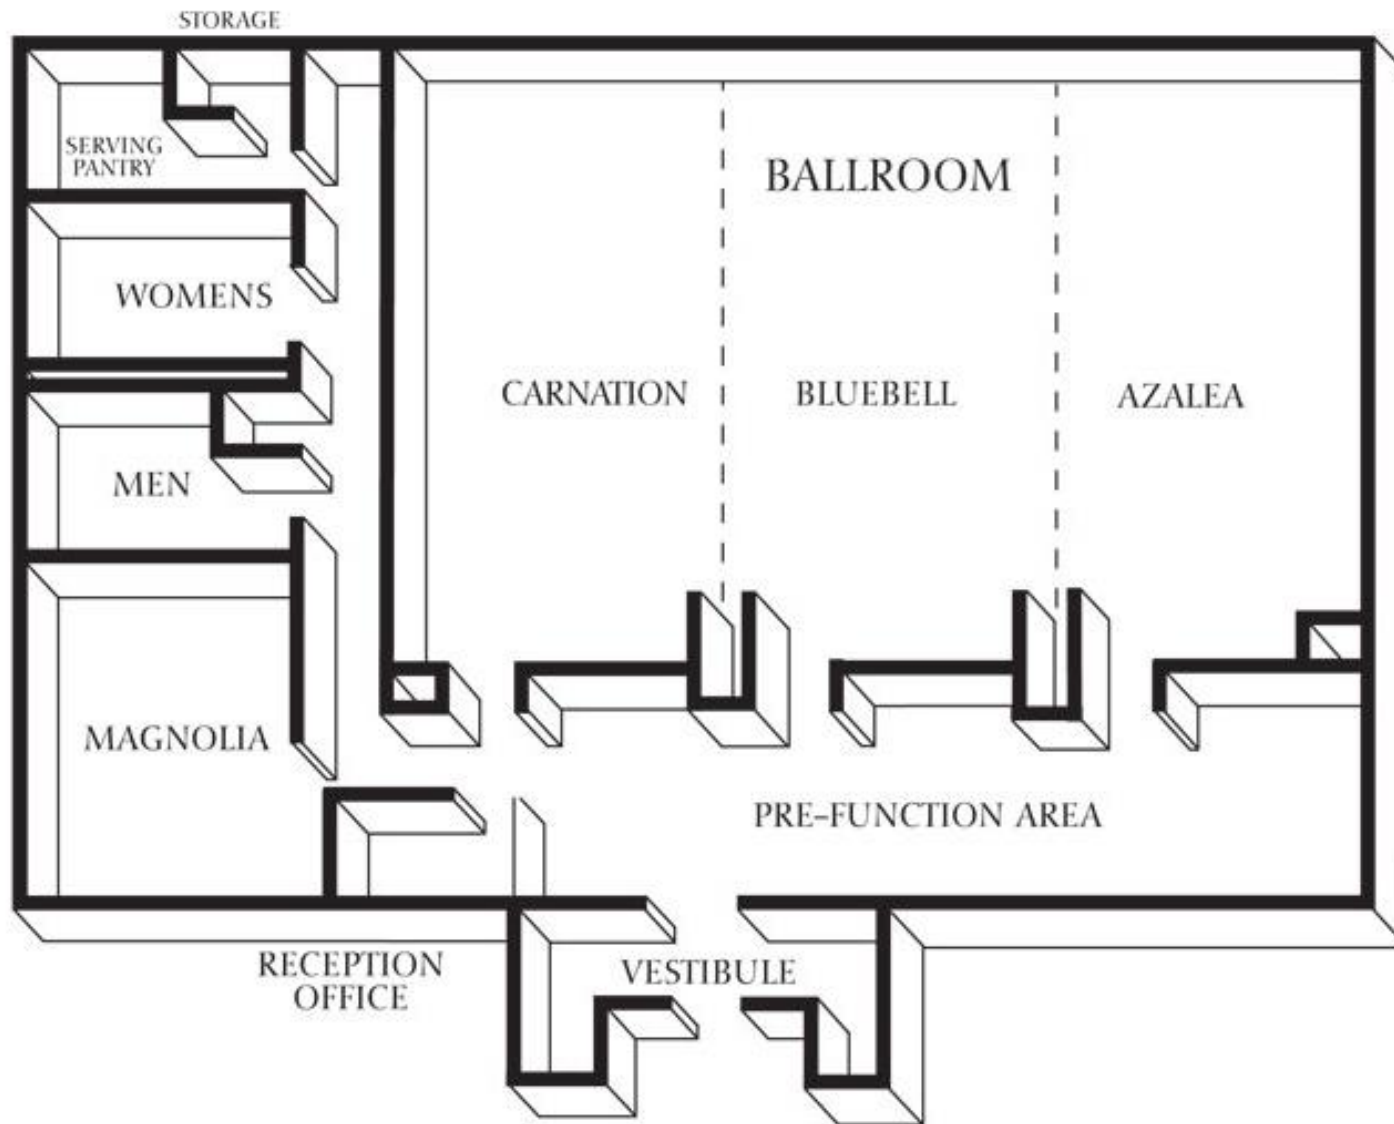 STORAGE
SERVING
PANTRY
BALLROOM
WOMENS
CARNATION
BLUEBELL
AZALEA
MEN
MAGNOLIA
PRE-FUNCTION AREA
RECEPTION
OFFICE
VESTIBULE